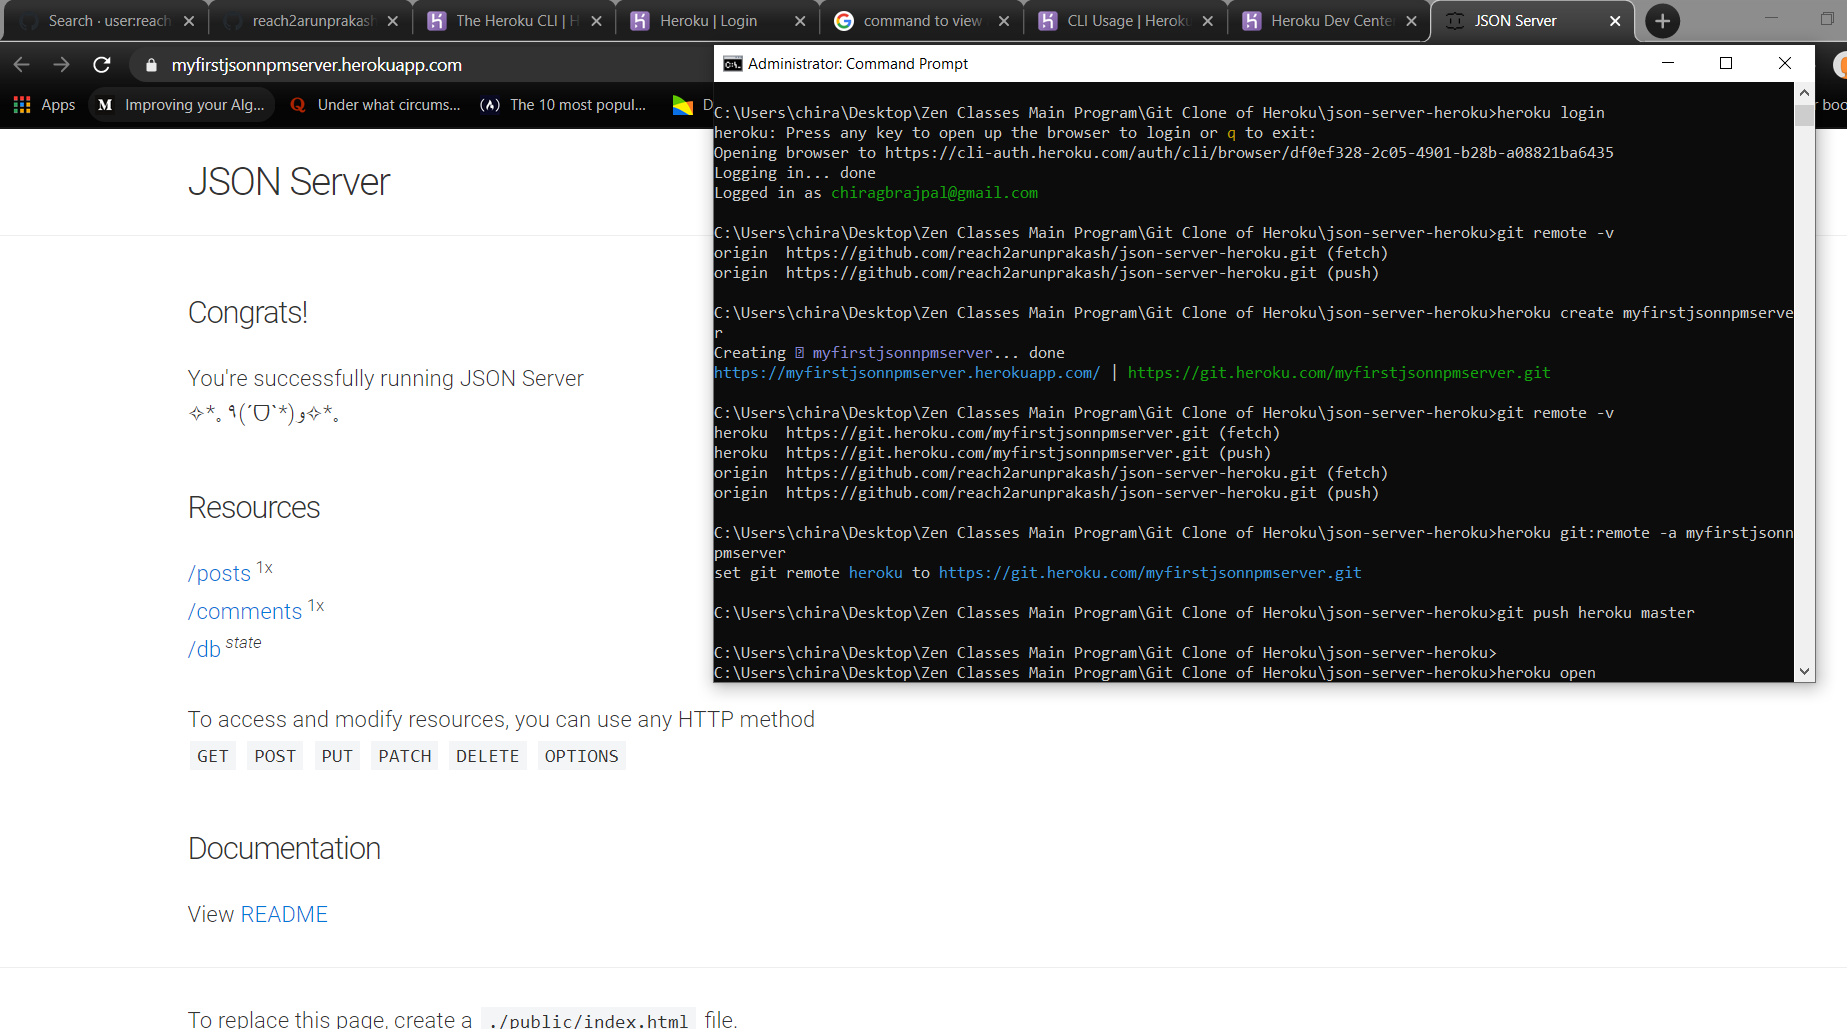 Search · user:reach
reach2arunprakash
The Heroku CLI | H
Heroku | Login
command to view
CLI Usage | Heroku
Heroku Dev Center
JSON Server
myfirstjsonnpmserver.herokuapp.com
Apps
Improving your Alg...
Under what circums...
The 10 most popul...
D
r boo
Administrator: Command Prompt
C:\Users\chira\Desktop\Zen Classes Main Program\Git Clone of Heroku\json-server-heroku>heroku login
heroku: Press any key to open up the browser to login or q to exit:
Opening browser to https://cli-auth.heroku.com/auth/cli/browser/df0ef328-2c05-4901-b28b-a08821ba6435
Logging in... done
Logged in as chiragbrajpal@gmail.com
C:\Users\chira\Desktop\Zen Classes Main Program\Git Clone of Heroku\json-server-heroku>git remote -v
origin  https://github.com/reach2arunprakash/json-server-heroku.git (fetch)
origin  https://github.com/reach2arunprakash/json-server-heroku.git (push)
C:\Users\chira\Desktop\Zen Classes Main Program\Git Clone of Heroku\json-server-heroku>heroku create myfirstjsonnpmserve
r
Creating ⍰ myfirstjsonnpmserver... done
https://myfirstjsonnpmserver.herokuapp.com/ | https://git.heroku.com/myfirstjsonnpmserver.git
C:\Users\chira\Desktop\Zen Classes Main Program\Git Clone of Heroku\json-server-heroku>git remote -v
heroku  https://git.heroku.com/myfirstjsonnpmserver.git (fetch)
heroku  https://git.heroku.com/myfirstjsonnpmserver.git (push)
origin  https://github.com/reach2arunprakash/json-server-heroku.git (fetch)
origin  https://github.com/reach2arunprakash/json-server-heroku.git (push)
C:\Users\chira\Desktop\Zen Classes Main Program\Git Clone of Heroku\json-server-heroku>heroku git:remote -a myfirstjsonn
pmserver
set git remote heroku to https://git.heroku.com/myfirstjsonnpmserver.git
C:\Users\chira\Desktop\Zen Classes Main Program\Git Clone of Heroku\json-server-heroku>git push heroku master
C:\Users\chira\Desktop\Zen Classes Main Program\Git Clone of Heroku\json-server-heroku>
C:\Users\chira\Desktop\Zen Classes Main Program\Git Clone of Heroku\json-server-heroku>heroku open
JSON Server
Congrats!
You're successfully running JSON Server
✧*｡٩(ˊᗜˋ*)و✧*｡
Resources
/posts 1x
/comments 1x
/db state
To access and modify resources, you can use any HTTP method
GET POST PUT PATCH DELETE OPTIONS
Documentation
View README
To replace this page, create a ./public/index.html file.